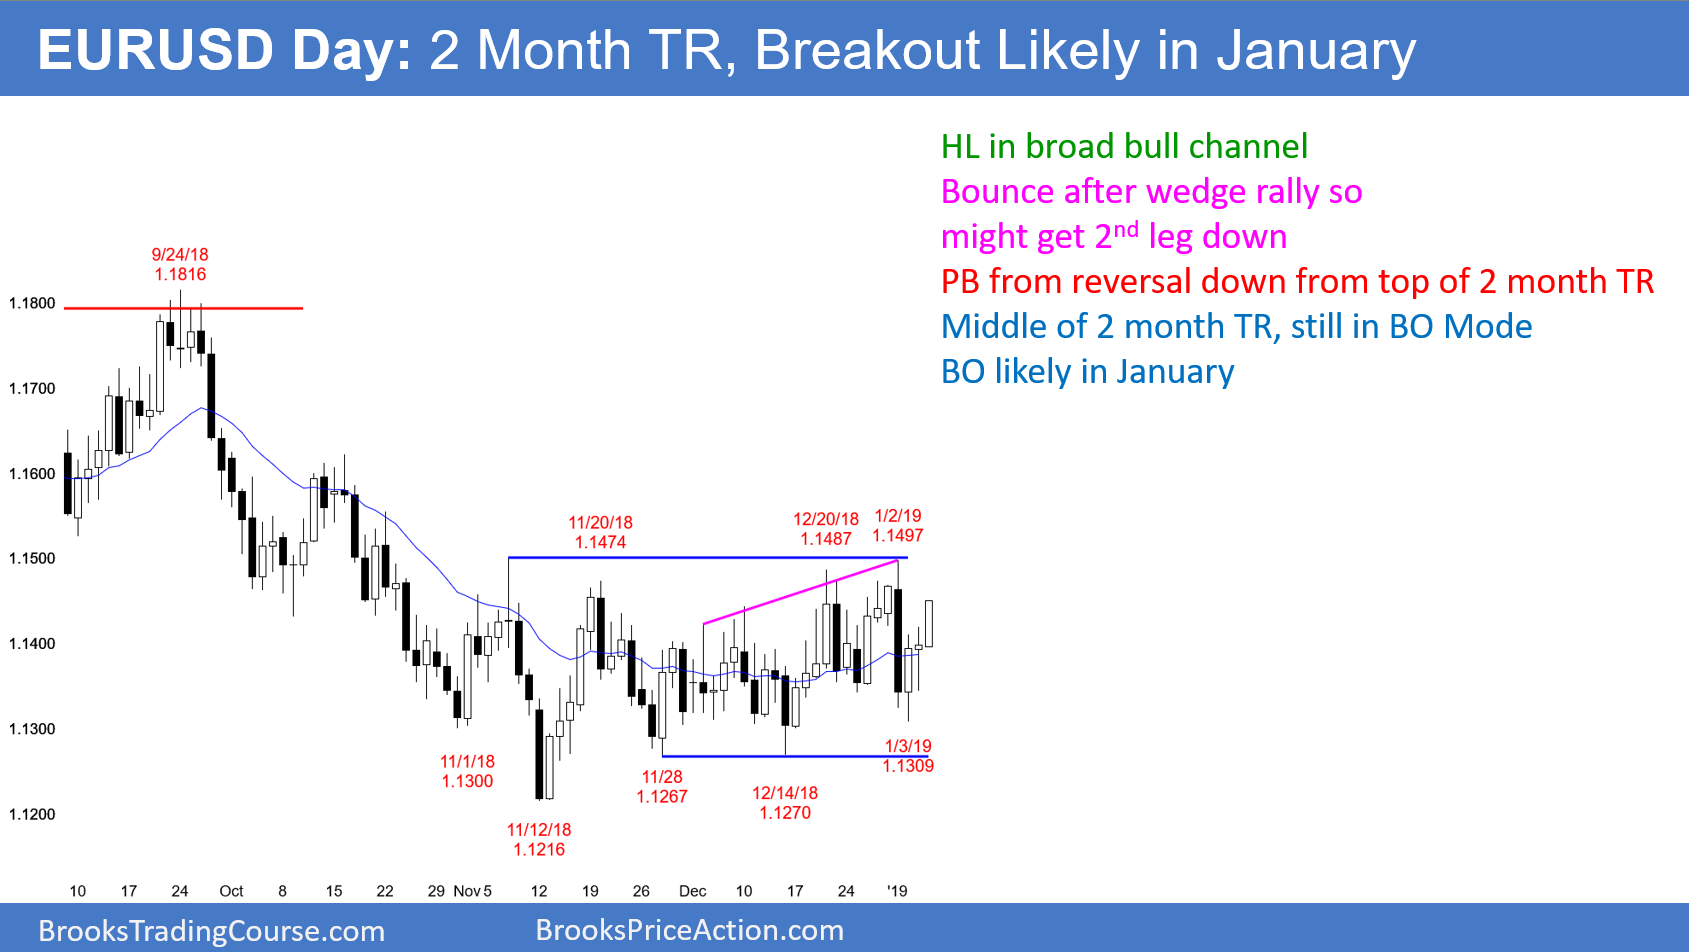 EURUSD Day: 2 Month TR, Breakout Likely in January
HL in broad bull channel
Bounce after wedge rally so
might get 2nd leg down
PB from reversal down from top of 2 month TR
Middle of 2 month TR, still in BO Mode
BO likely in January
9/24/18
1.1816
1.1800
1.1700
1.1600
1.1500
1.1400
1.1300
1.1200
11/20/18
1.1474
12/20/18
1.1487
1/2/19
1.1497
11/1/18
1.1300
11/12/18
1.1216
11/28
1.1267
12/14/18
1.1270
1/3/19
1.1309
10 17 24 Oct 8 15 22 29 Nov 5 12 19 26 Dec 10 17 24 '19
BrooksTradingCourse.com
BrooksPriceAction.com